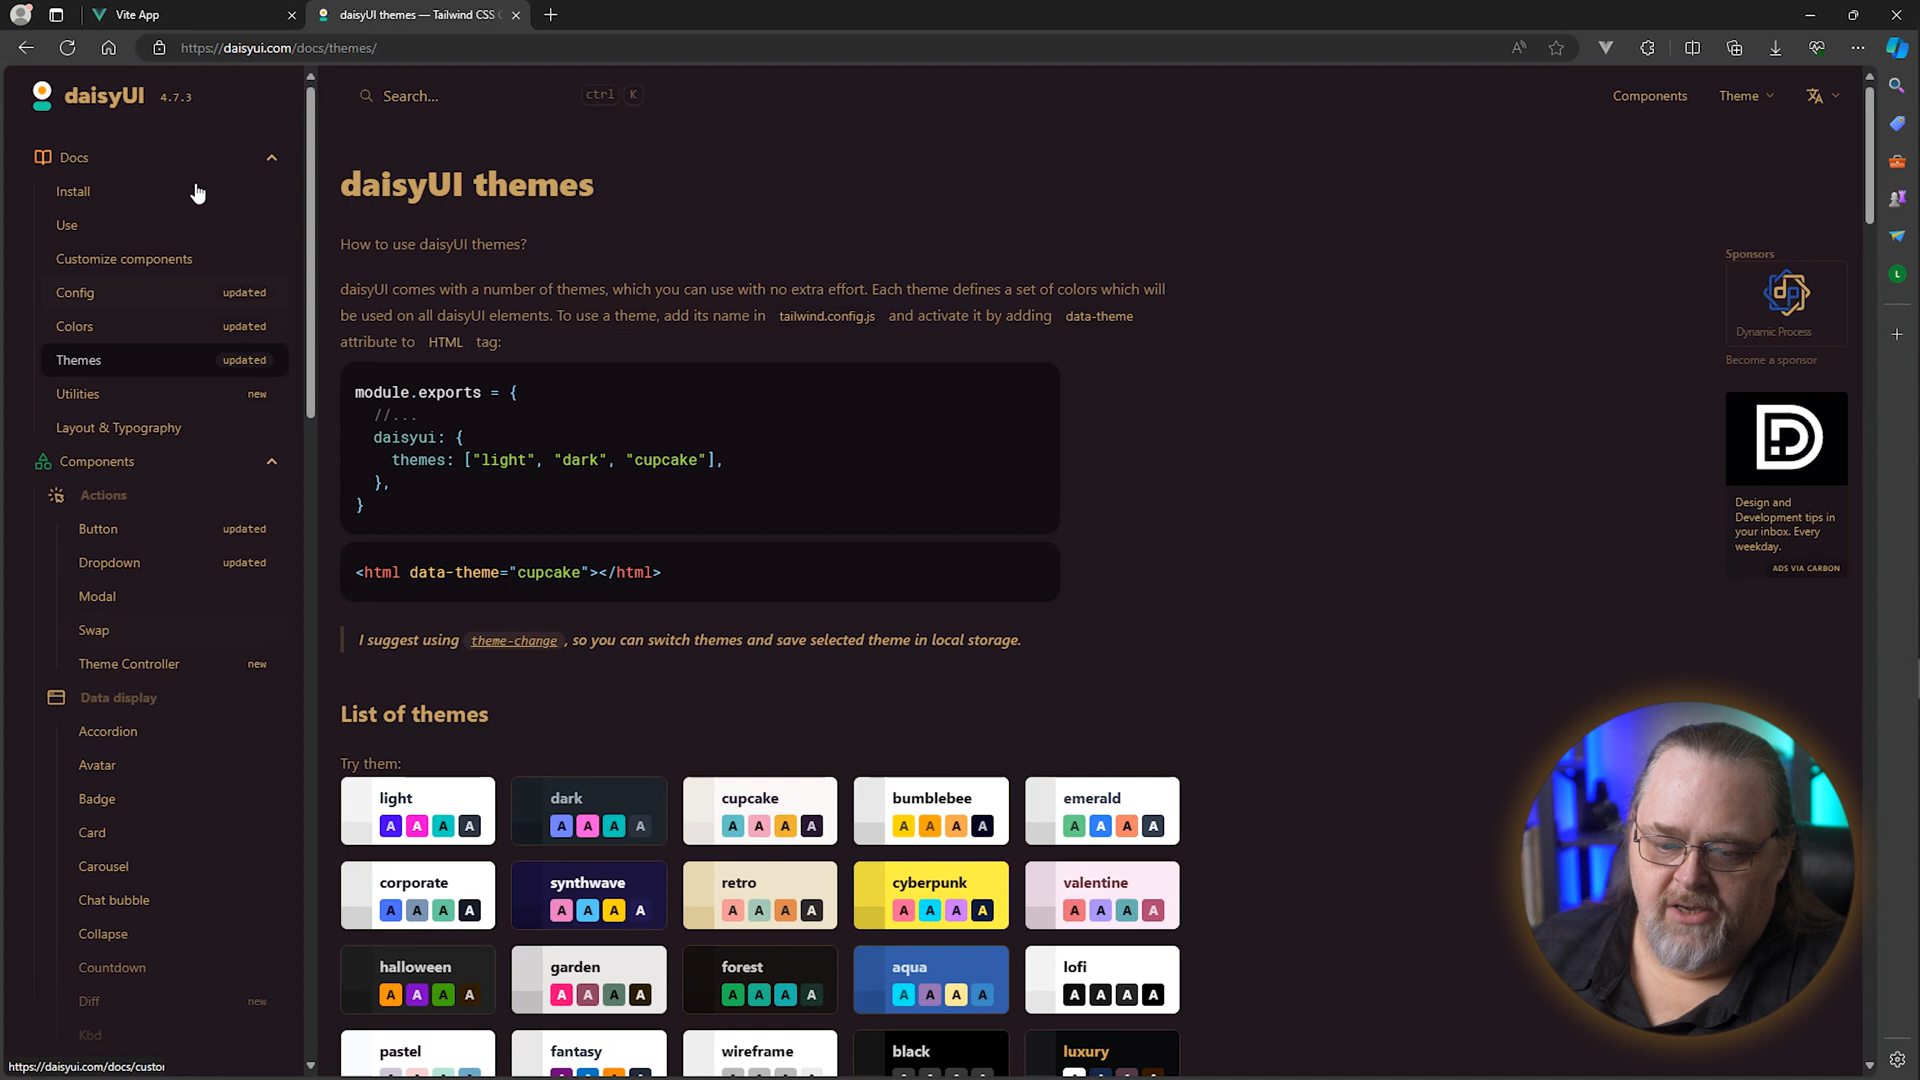 Vite App
daisyUI themes — Tailwind CSS C
https://daisyui.com/docs/themes/
daisyUI 4.7.3
Search... ctrl K
Components Theme
Docs
Install
Use
Customize components
Config updated
Colors updated
Themes updated
Utilities new
Layout & Typography
Components
Actions
Button updated
Dropdown updated
Modal
Swap
Theme Controller new
Data display
Accordion
Avatar
Badge
Card
Carousel
Chat bubble
Collapse
Countdown
Diff new
Kbd
https://daisyui.com/docs/custor
daisyUI themes
How to use daisyUI themes?
daisyUI comes with a number of themes, which you can use with no extra effort. Each theme defines a set of colors which will
be used on all daisyUI elements. To use a theme, add its name in tailwind.config.js and activate it by adding data-theme
attribute to HTML tag:
module.exports = {
//...
daisyui: {
themes: ["light", "dark", "cupcake"],
},
}
<html data-theme="cupcake"></html>
I suggest using theme-change, so you can switch themes and save selected theme in local storage.
List of themes
Try them:
light dark cupcake bumblebee emerald
A A A A A A A A A A A A A A A A A A A A
corporate synthwave retro cyberpunk valentine
A A A A A A A A A A A A A A A A A A A A
halloween garden forest aqua lofi
A A A A A A A A A A A A A A A A A A A A
pastel fantasy wireframe black luxury
Sponsors
dp
Dynamic Process
Become a sponsor
D
Design and
Development tips in
your inbox. Every
weekday.
ADS VIA CARBON
L